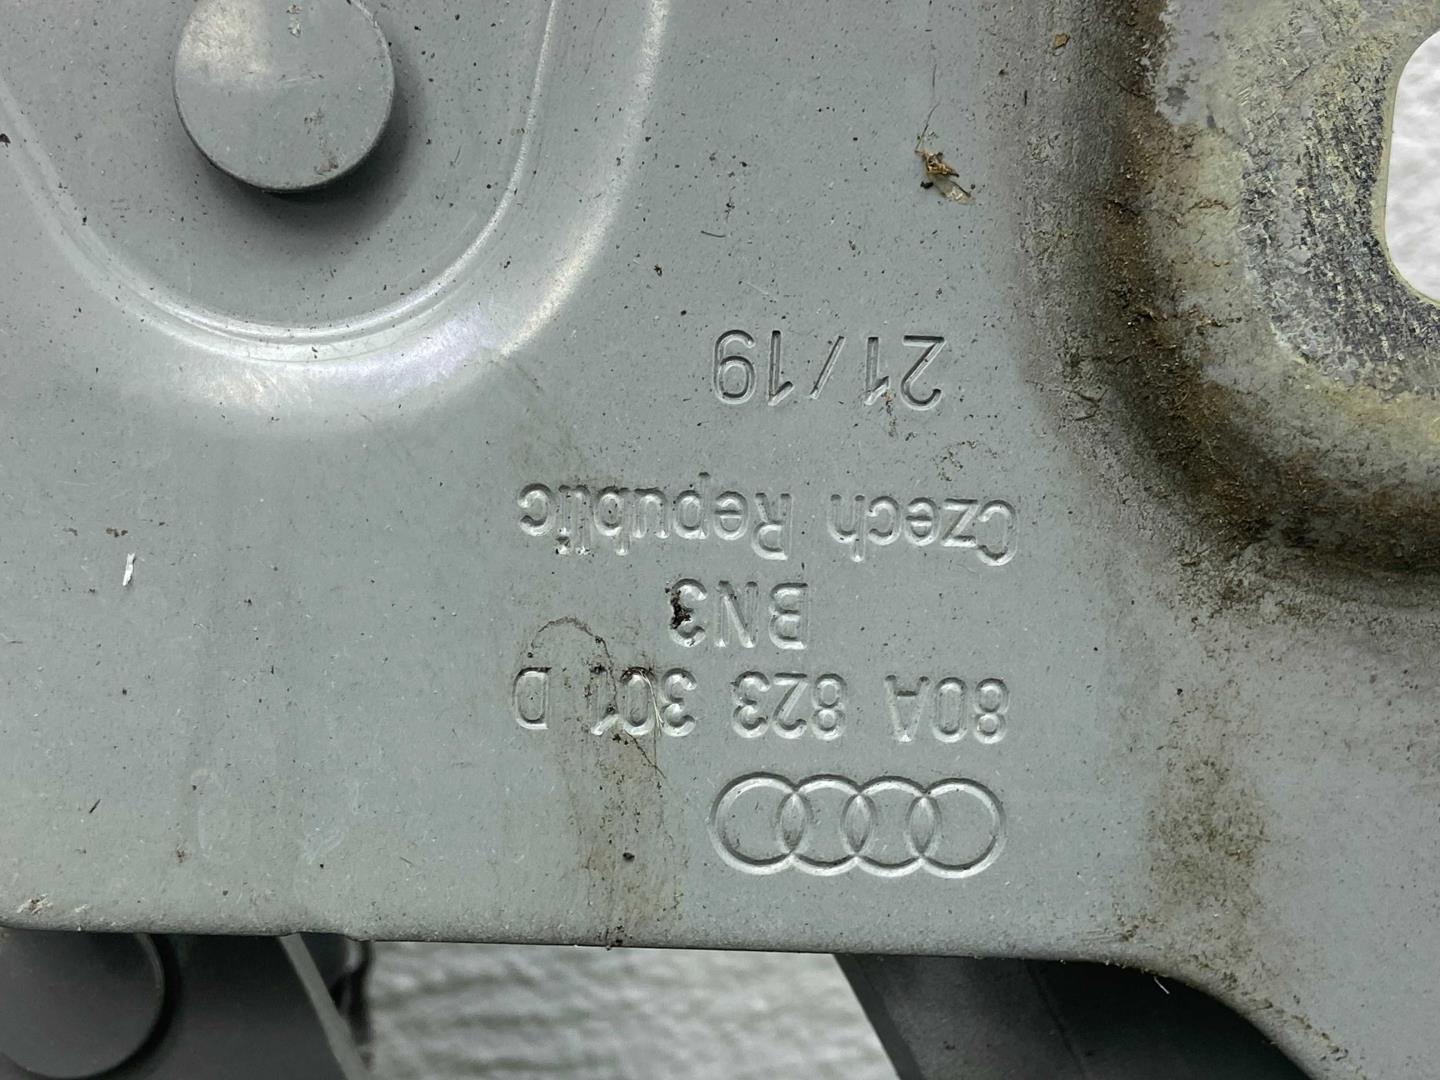 80A 823 301 D
BN3
Czech Republic
21/19